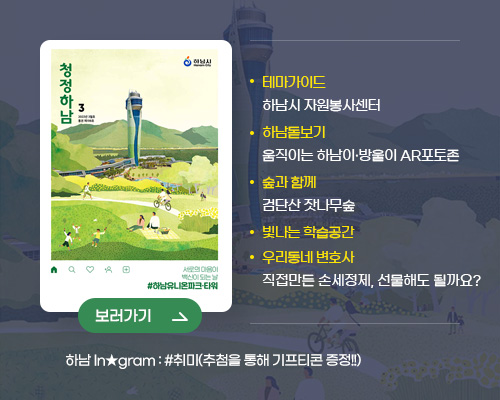 청정하남
3
하남시
서로의 마음이
백신이 되는 날
#하남유니온파크·타워
보러가기
테마가이드
하남시 자원봉사센터
하남돋보기
움직이는 하남이·방울이 AR포토존
숲과 함께
검단산 잣나무숲
빛나는 학습공간
우리동네 변호사
직접만든 손세정제, 선물해도 될까요?
하남 In★gram : #취미(추첨을 통해 기프티콘 증정!!)